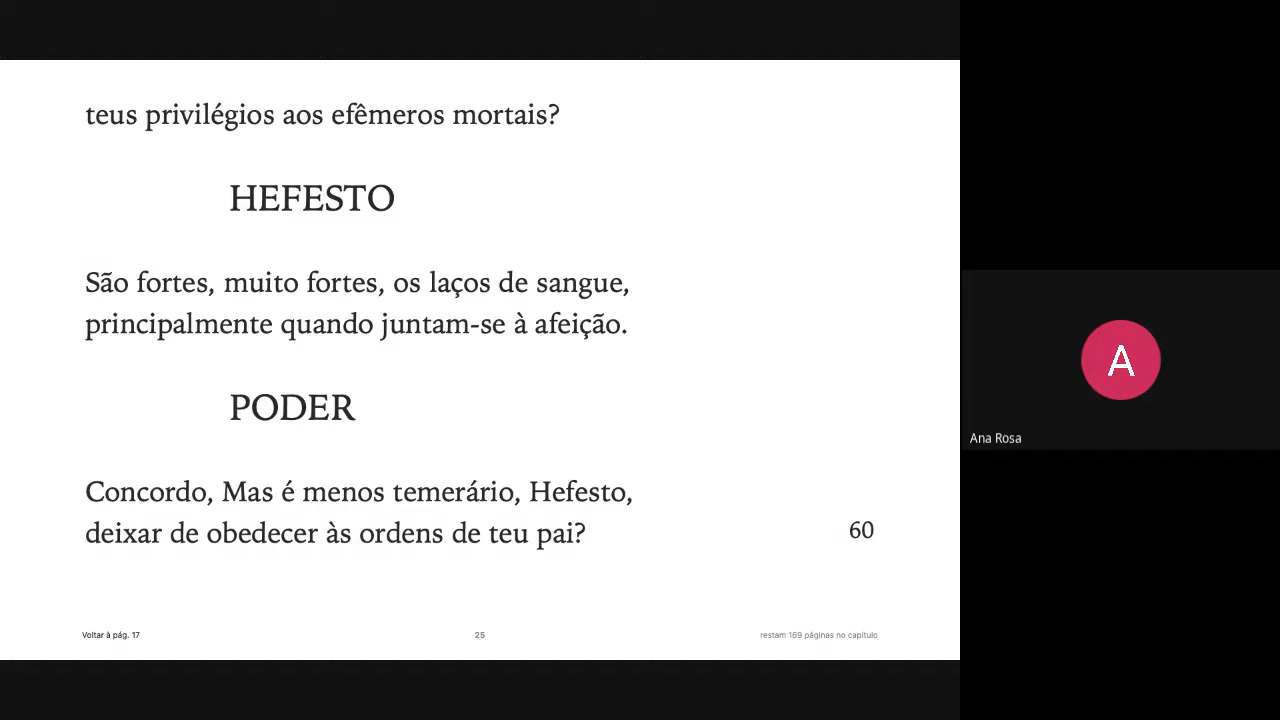 teus privilégios aos efêmeros mortais?
HEFESTO
São fortes, muito fortes, os laços de sangue,
principalmente quando juntam-se à afeição.
PODER
Concordo, Mas é menos temerário, Hefesto,
deixar de obedecer às ordens de teu pai?
60
Voltar à pág. 17
25
restam 169 páginas no capítulo
A
Ana Rosa